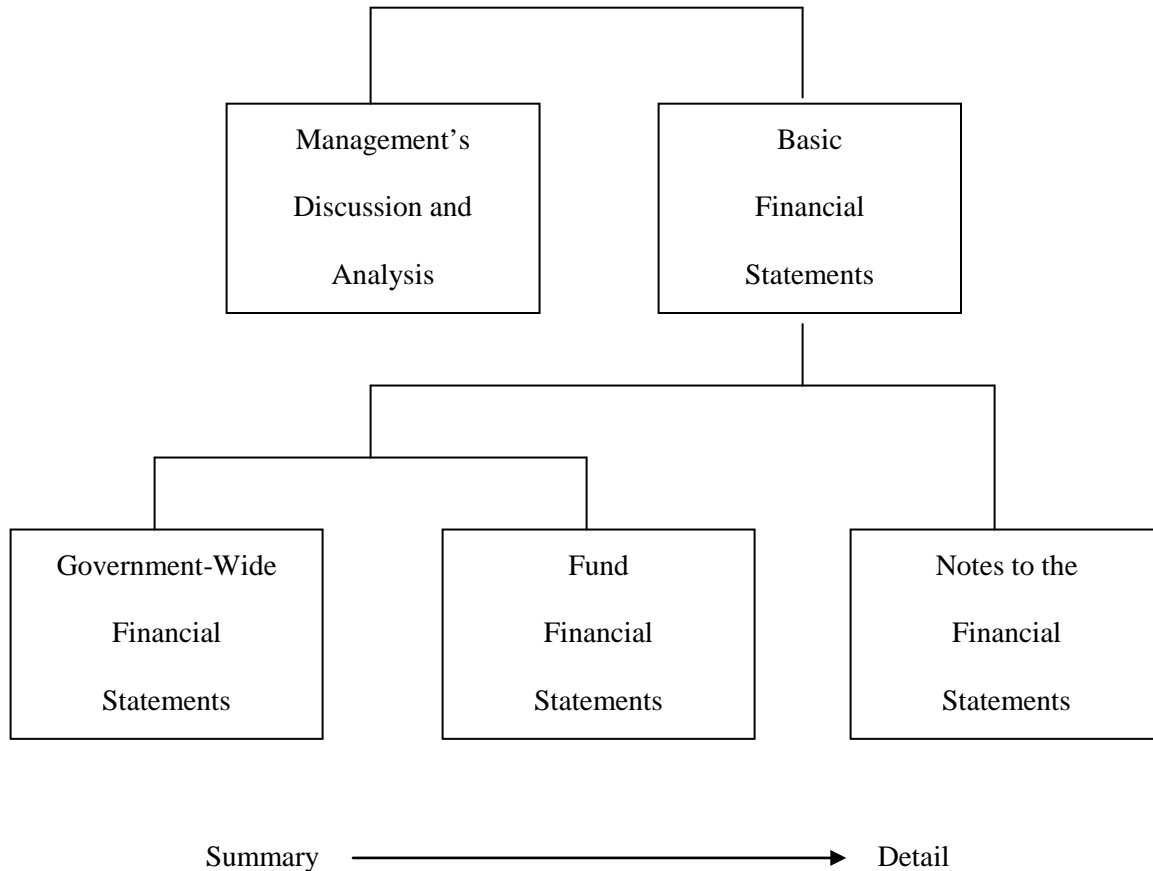 Management’s
Discussion and
Analysis
Basic
Financial
Statements
Government-Wide
Financial
Statements
Fund
Financial
Statements
Notes to the
Financial
Statements
Summary
Detail